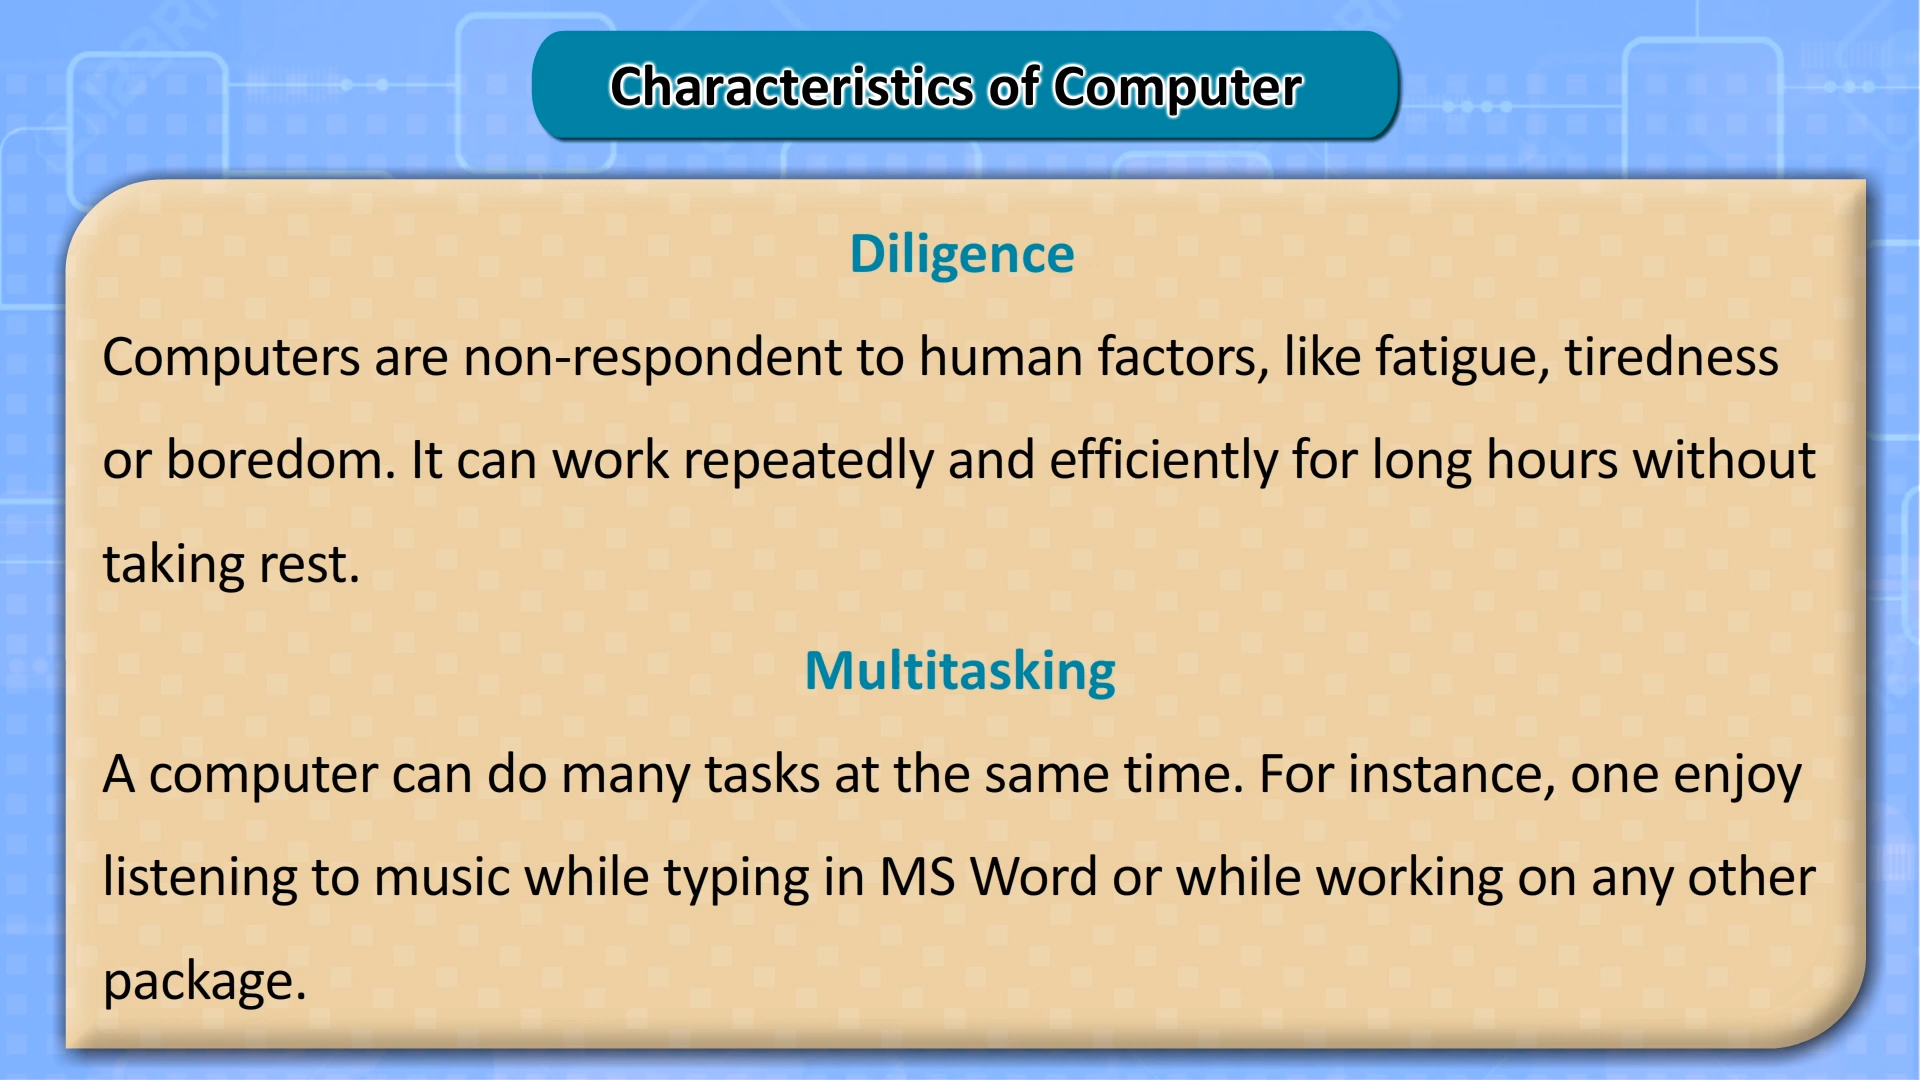 Characteristics of Computer
Diligence
Computers are non-respondent to human factors, like fatigue, tiredness
or boredom. It can work repeatedly and efficiently for long hours without
taking rest.
Multitasking
A computer can do many tasks at the same time. For instance, one enjoy
listening to music while typing in MS Word or while working on any other
package.